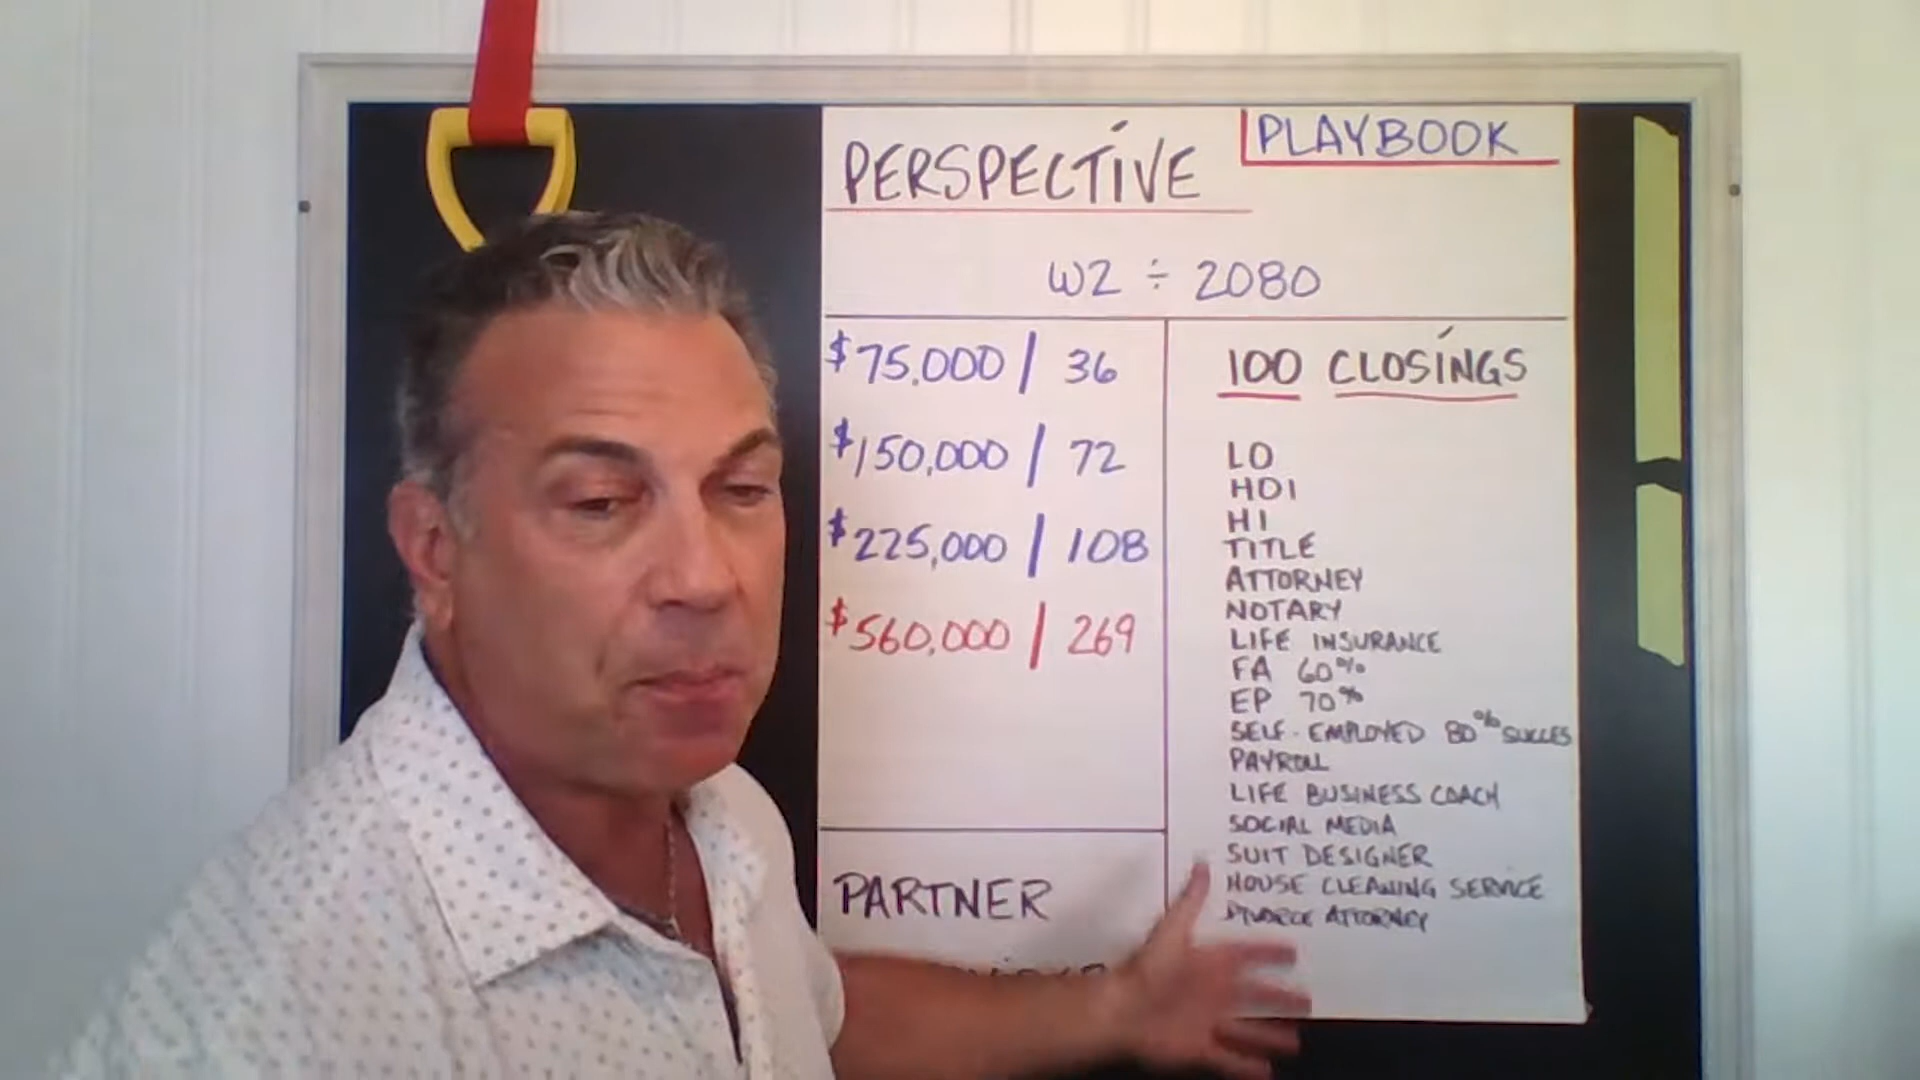 PERSPECTIVE
PLAYBOOK
W2 ÷ 2080
$75,000 / 36
$150,000 / 72
$225,000 / 108
$560,000 / 269
PARTNER
100 CLOSINGS
LO
HOI
HI
TITLE
ATTORNEY
NOTARY
LIFE INSURANCE
FA 60%
EP 70%
SELF-EMPLOYED 80% SUCCES
PAYROLL
LIFE BUSINESS COACH
SOCIAL MEDIA
SUIT DESIGNER
HOUSE CLEANING SERVICE
DIVORCE ATTORNEY